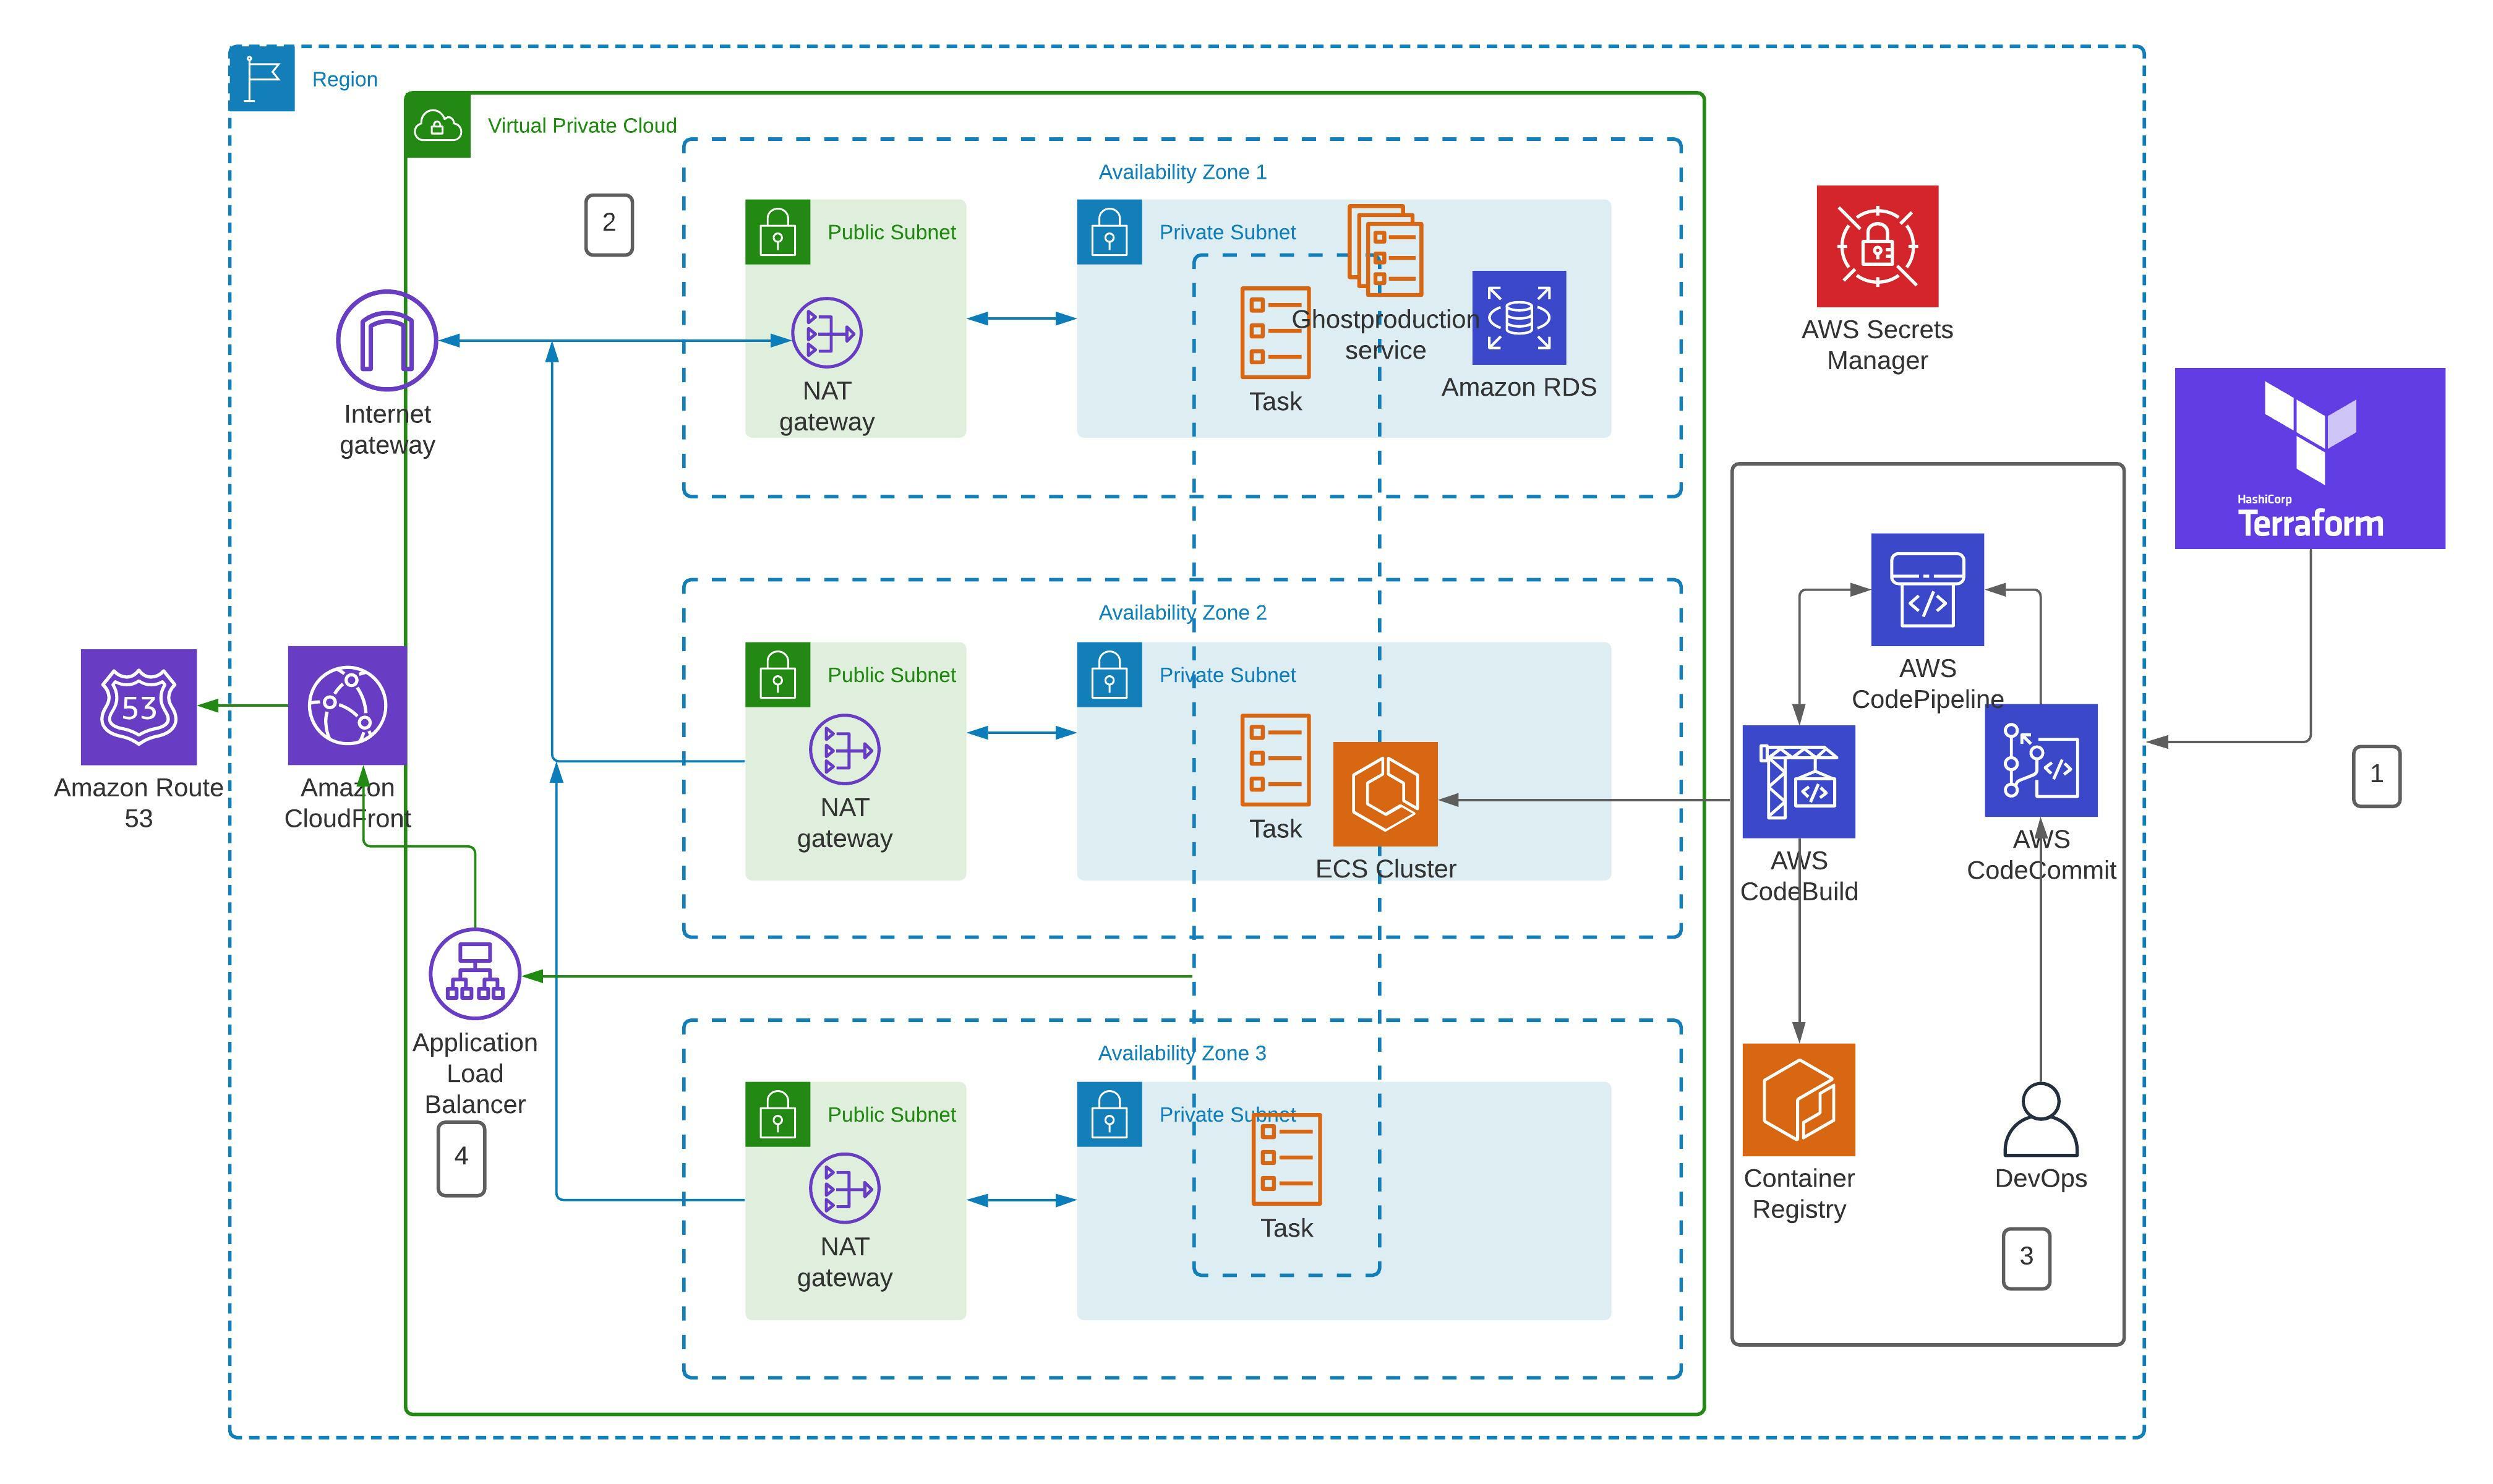 Region
Virtual Private Cloud
Availability Zone 1
2
Public Subnet
Private Subnet
NAT
gateway
Task
Ghostproduction
service
Amazon RDS
Internet
gateway
AWS Secrets
Manager
HashiCorp
Terraform
1
Availability Zone 2
Public Subnet
Private Subnet
NAT
gateway
Task
ECS Cluster
53
Amazon Route
53
Amazon
CloudFront
AWS
CodePipeline
AWS
CodeBuild
AWS
CodeCommit
Application
Load
Balancer
4
Availability Zone 3
Public Subnet
Private Subnet
NAT
gateway
Task
Container
Registry
DevOps
3